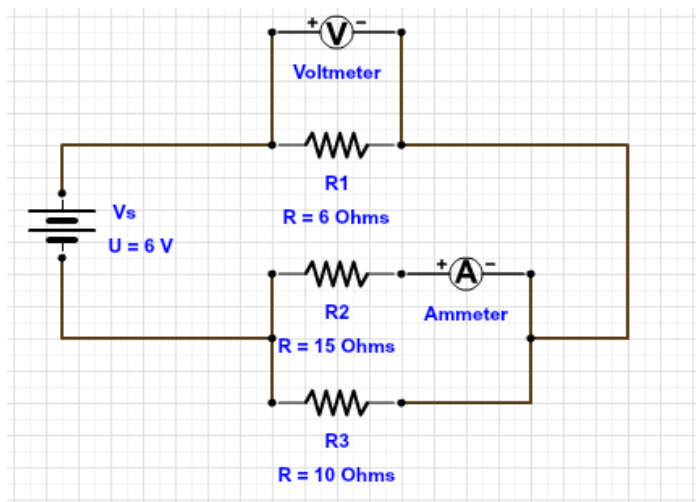 + V −
Voltmeter
R1
R = 6 Ohms
Vs
U = 6 V
+ A −
R2
Ammeter
R = 15 Ohms
R3
R = 10 Ohms